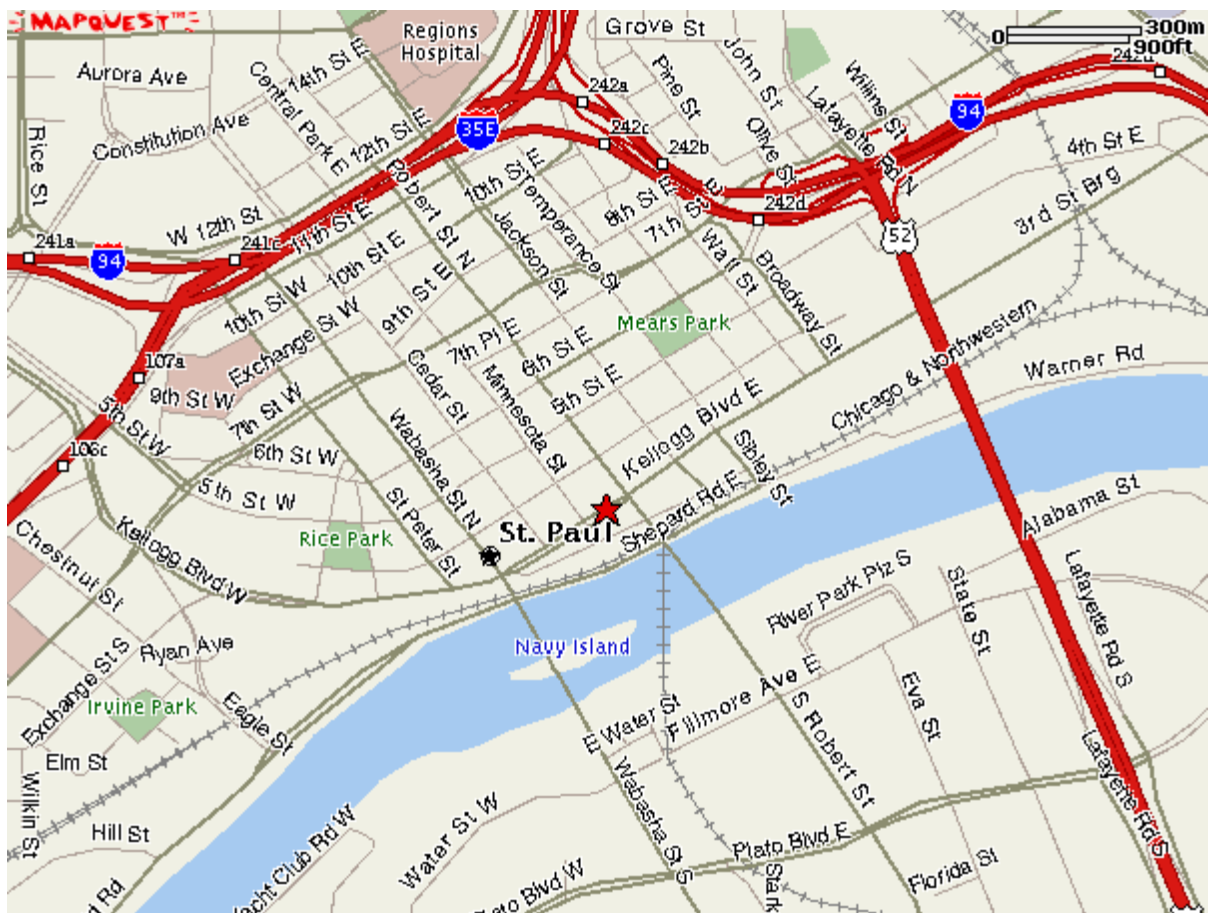 MAPQUEST™
Regions
Hospital
Grove St
0
300m
900ft
Aurora Ave
14th St E
Central Park E
Pine St
John St
Willins St
Lafayette Rd N
Olive St
242a
242c
242b
242d
35E
94
Constitution Ave
Rice St
12th St E
W 12th St
11th St E
Robert St N
10th St E
Temperance St
Jackson St
8th St E
7th St E
Wall St
Broadway St
52
4th St E
3rd St Brg
241a
94
241c
10th St W
10th St E
9th St E
Exchange St W
7th Pl E
6th St E
5th St E
Mears Park
Chicago & Northwestern
Warner Rd
107a
9th St W
5th St W
7th St W
6th St W
5th St W
106c
Wabasha St N
Cedar St
Minnesota St
Kellogg Blvd E
Sibley St
Shepard Rd E
St. Paul
St Peter St
Rice Park
Kellogg Blvd W
Chestnut St
Alabama St
River Park Plz S
State St
Lafayette Rd S
Navy Island
Ryan Ave
Exchange St S
Irvine Park
Eagle St
Elm St
Wilkin St
Hill St
E Water St
Fillmore Ave E
Eva St
S Robert St
Wabasha St S
Water St W
Yacht Club Rd W
Plato Blvd E
Plato Blvd W
Stark
Florida St
Lafayette Rd S